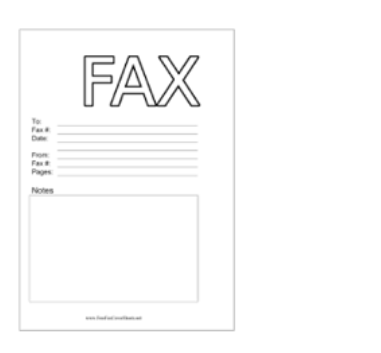 FAX
To:
Fax #:
Date:
From:
Fax #:
Pages:
Notes